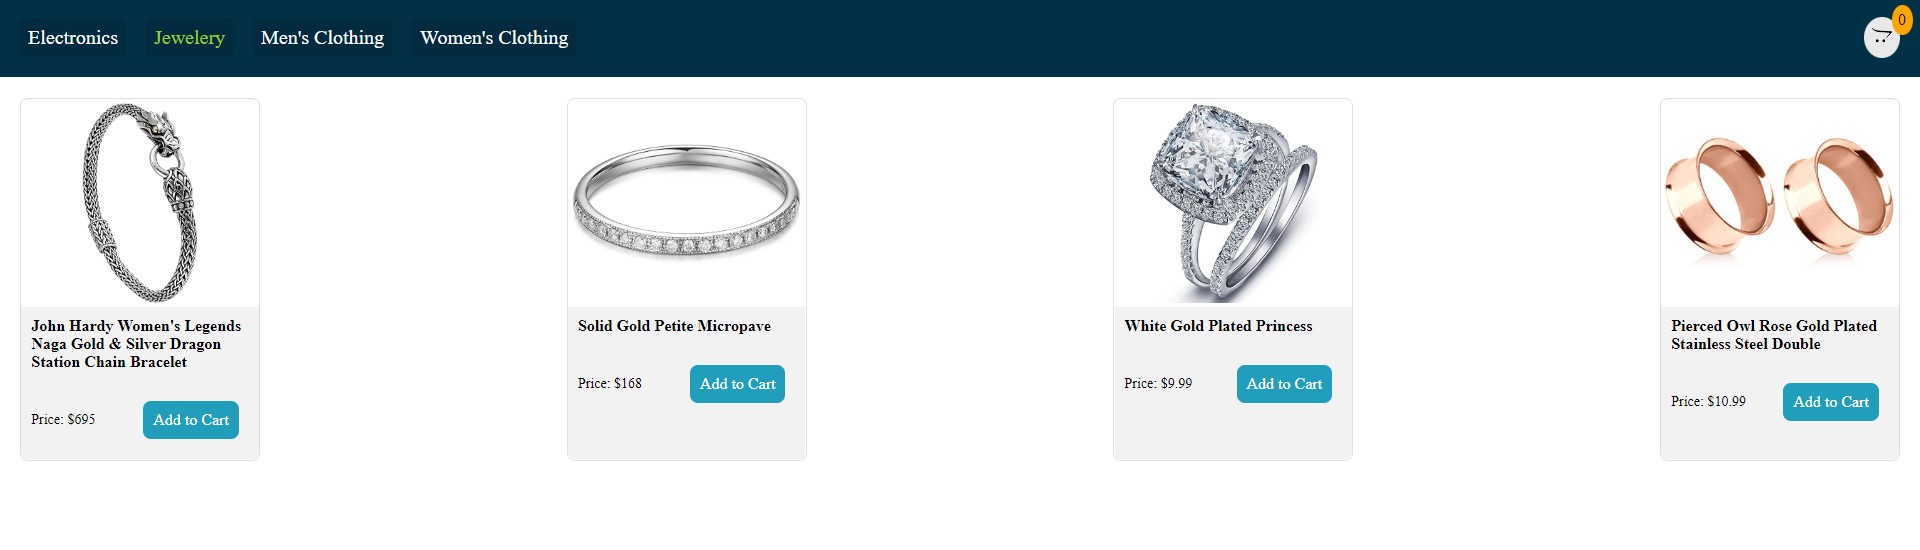 Electronics
Jewelery
Men's Clothing
Women's Clothing
0
John Hardy Women's Legends
Naga Gold & Silver Dragon
Station Chain Bracelet
Price: $695
Add to Cart
Solid Gold Petite Micropave
Price: $168
Add to Cart
White Gold Plated Princess
Price: $9.99
Add to Cart
Pierced Owl Rose Gold Plated
Stainless Steel Double
Price: $10.99
Add to Cart